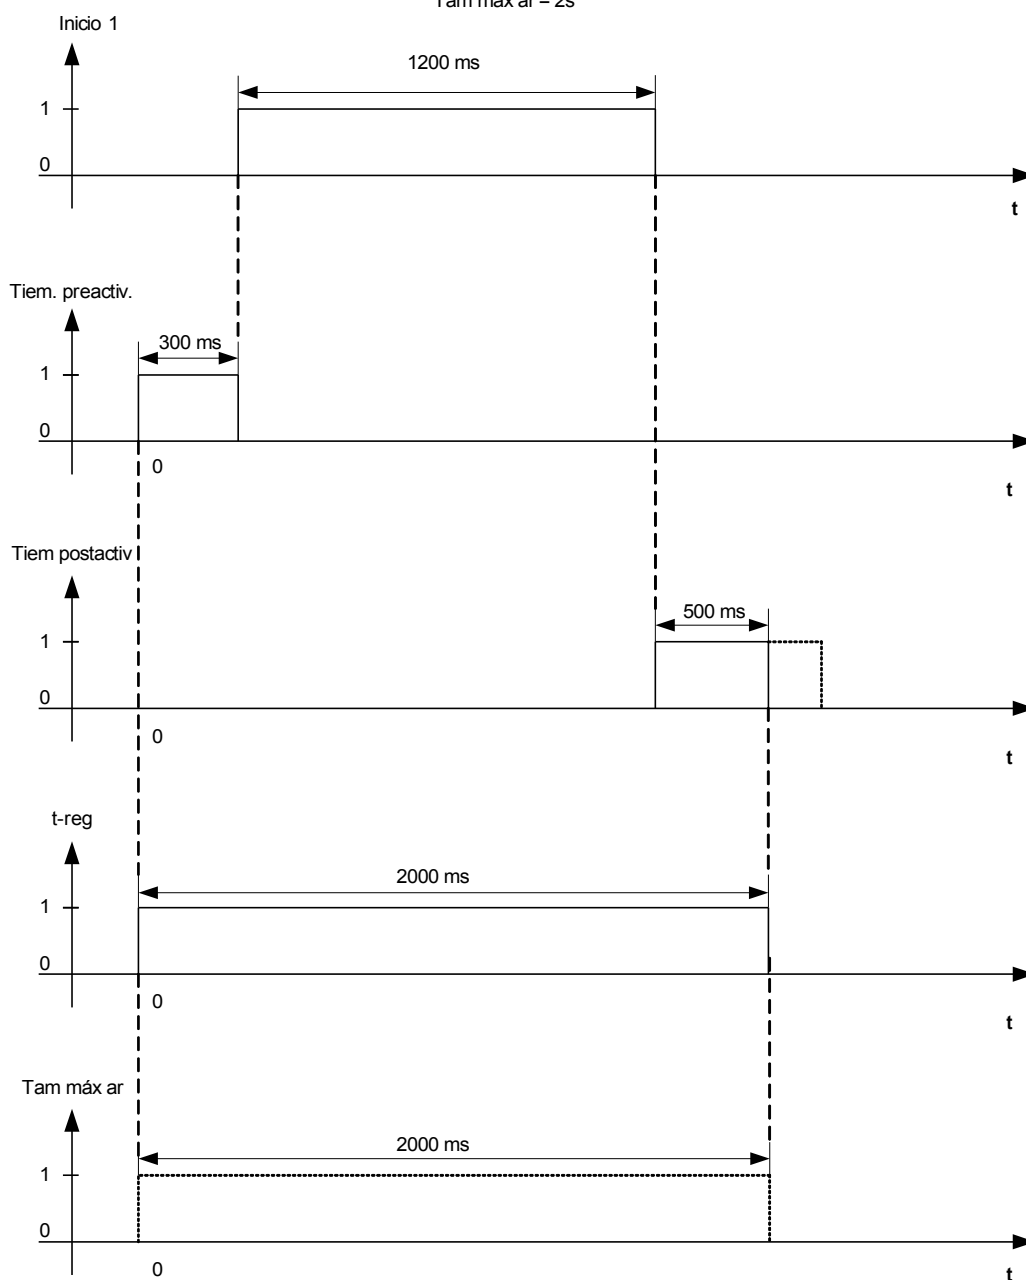 Tam máx ar = 2s
Inicio 1
1200 ms
1
0
t
Tiem. preactiv.
300 ms
1
0
0
t
Tiem postactiv
500 ms
1
0
0
t
t-reg
2000 ms
1
0
0
t
Tam máx ar
2000 ms
1
0
0
t